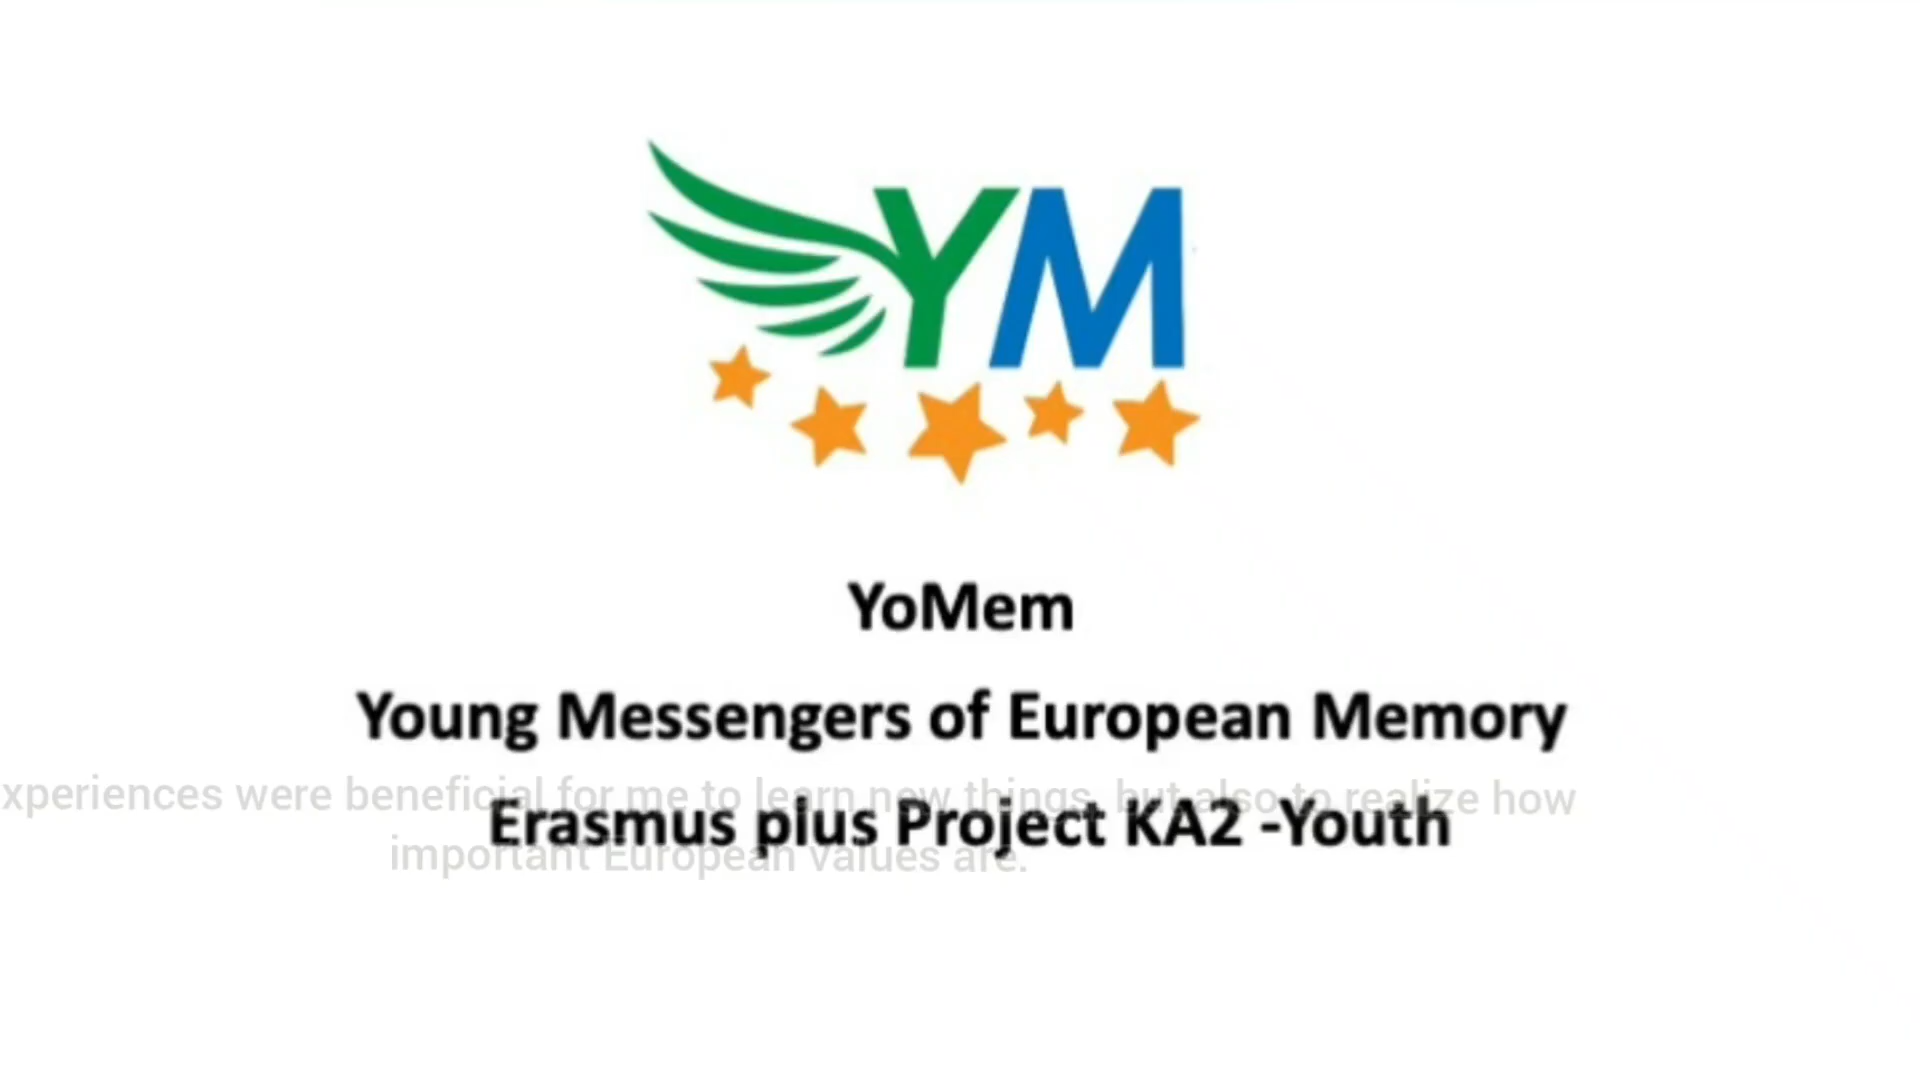 YM
YoMem
Young Messengers of European Memory
xperiences were beneficial for me to learn new things, but also to realize how
Erasmus plus Project KA2 -Youth
important European values are.